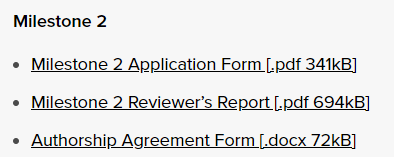 Milestone 2
Milestone 2 Application Form [.pdf 341kB]
Milestone 2 Reviewer’s Report [.pdf 694kB]
Authorship Agreement Form [.docx 72kB]